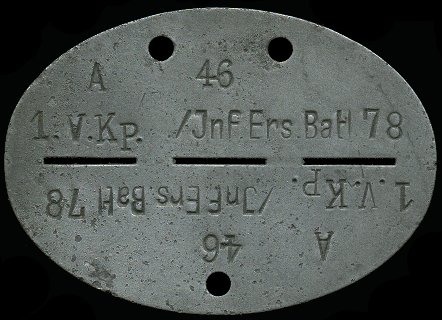 A 46
1. V.Kp. /Jnf.Ers.Batl 78
1. V.Kp. /Jnf.Ers.Batl 78
A 46